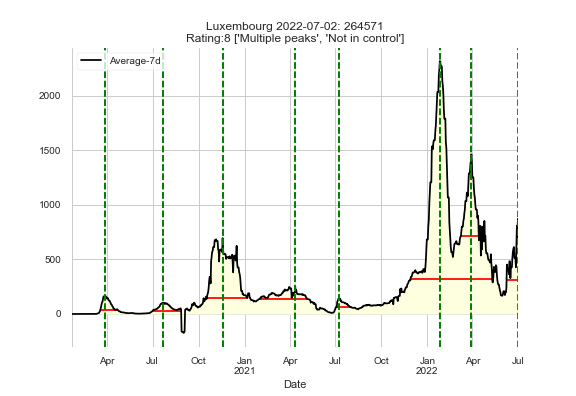 Luxembourg 2022-07-02: 264571
Rating:8 ['Multiple peaks', 'Not in control']
Average-7d
2000
1500
1000
500
0
Apr Jul Oct Jan Apr Jul Oct Jan Apr Jul
2021 2022
Date